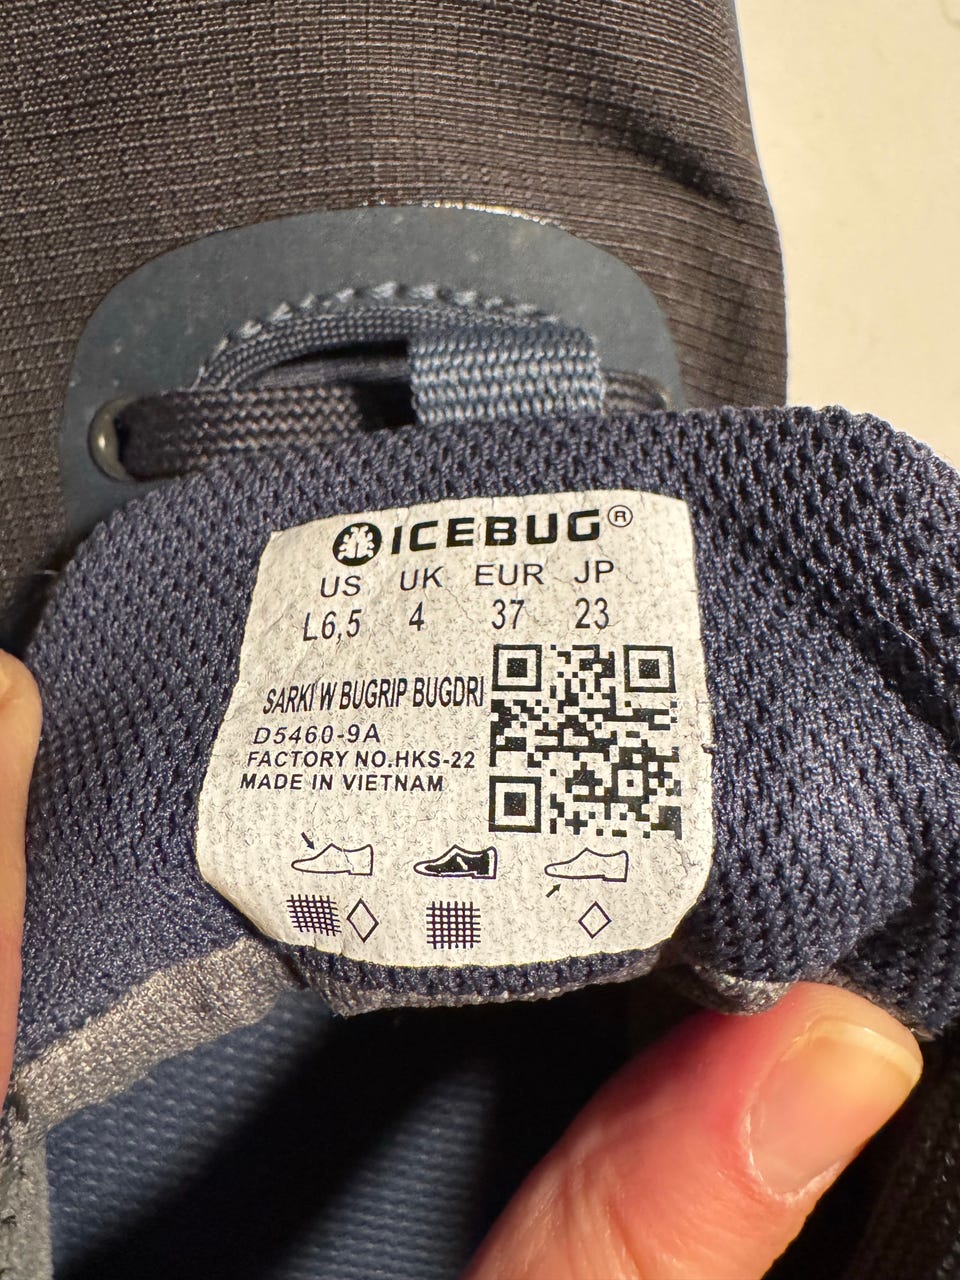 ICEBUG®
US UK EUR JP
L6,5 4 37 23
SARKI W BUGRIP BUGDRI
D5460-9A
FACTORY NO.HKS-22
MADE IN VIETNAM